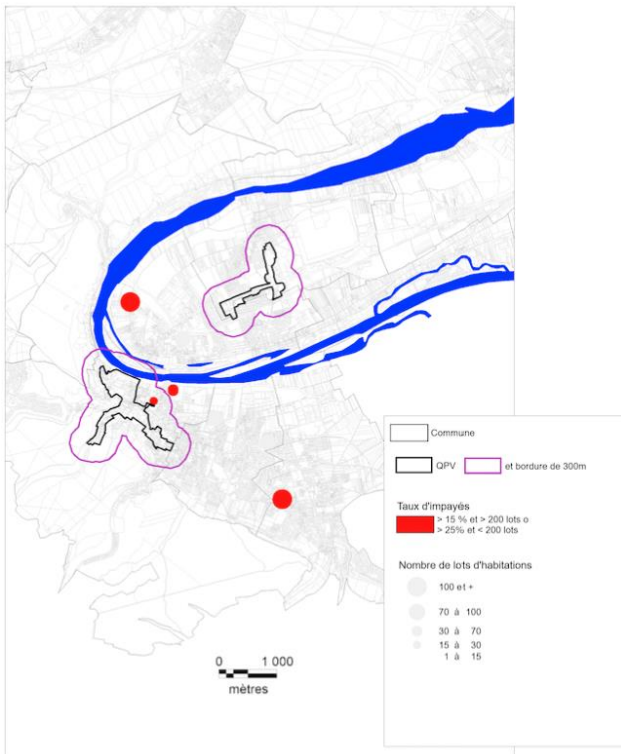 Commune
QPV et bordure de 300m
Taux d'impayés
> 15 % et > 200 lots o
> 25% et < 200 lots
Nombre de lots d'habitations
100 et +
70 à 100
30 à 70
15 à 30
1 à 15
0 1 000
mètres